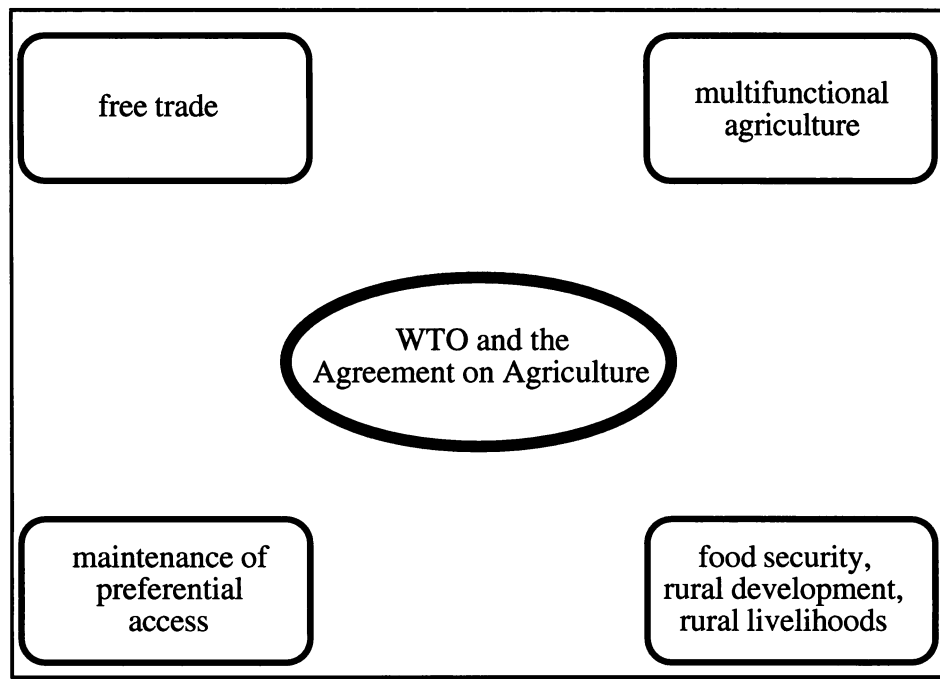 free trade
multifunctional
agriculture
WTO and the
Agreement on Agriculture
maintenance of
preferential
access
food security,
rural development,
rural livelihoods